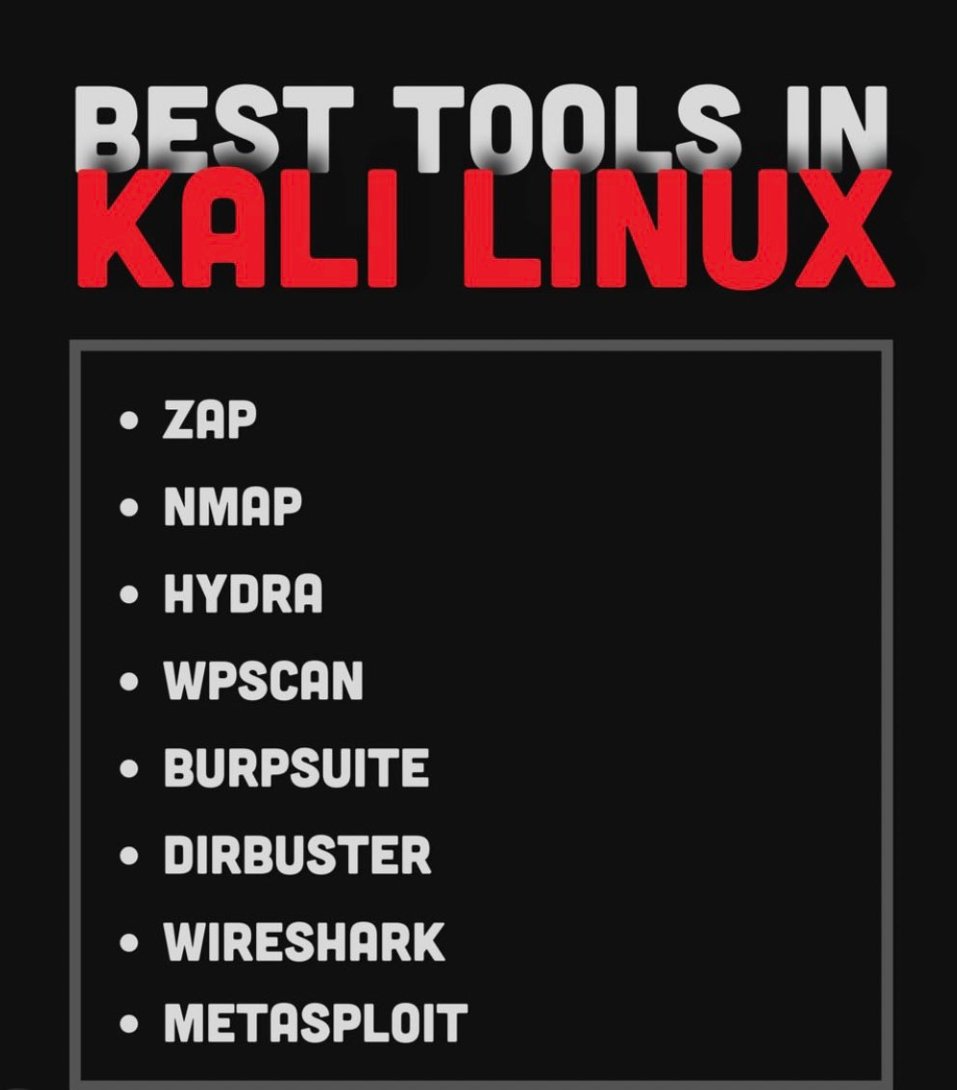 BEST TOOLS IN
KALI LINUX
• ZAP
• NMAP
• HYDRA
• WPSCAN
• BURPSUITE
• DIRBUSTER
• WIRESHARK
• METASPLOIT